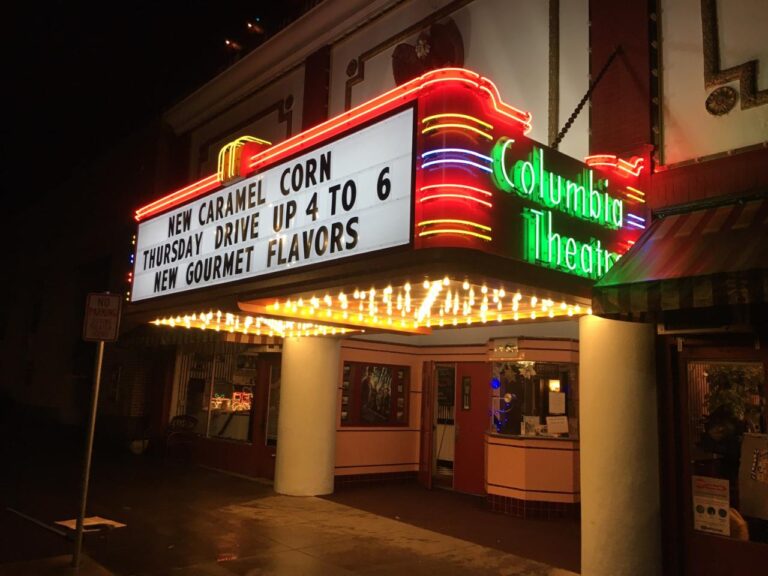 NEW CARAMEL CORN
THURSDAY DRIVE UP 4 TO 6
NEW GOURMET FLAVORS
Columbia
Theatre
NO
PARKING